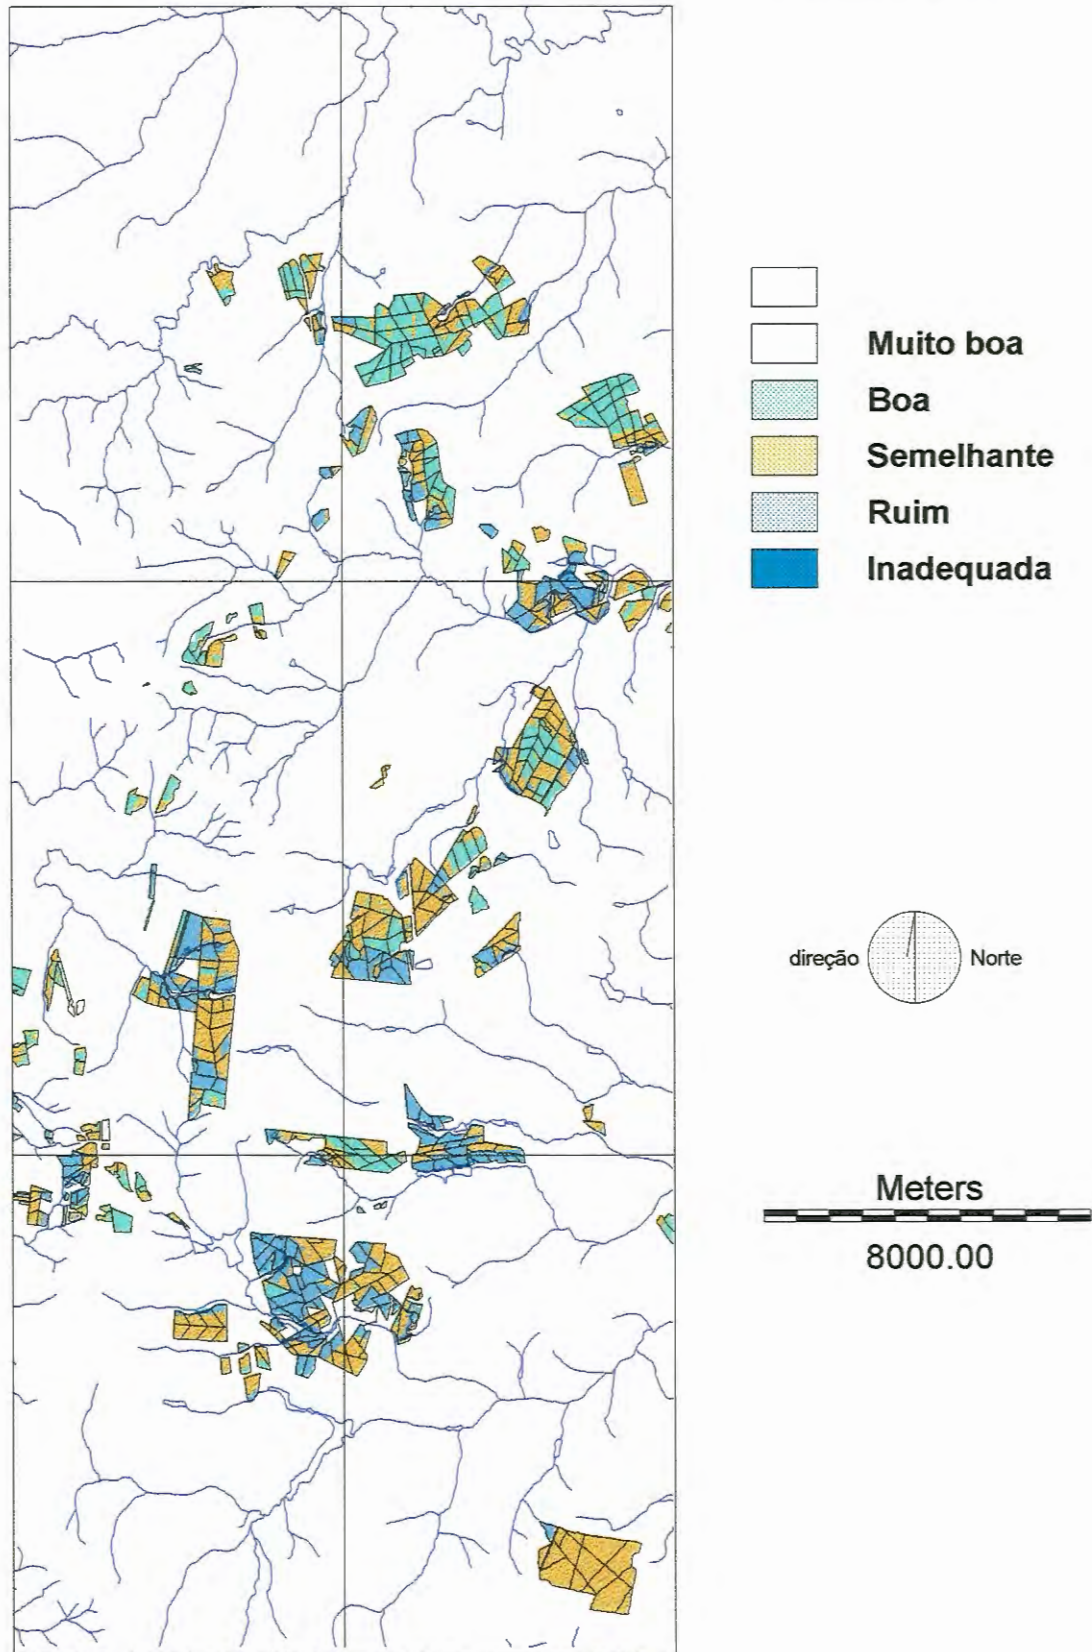 Muito boa
Boa
Semelhante
Ruim
Inadequada
direção Norte
Meters
8000.00